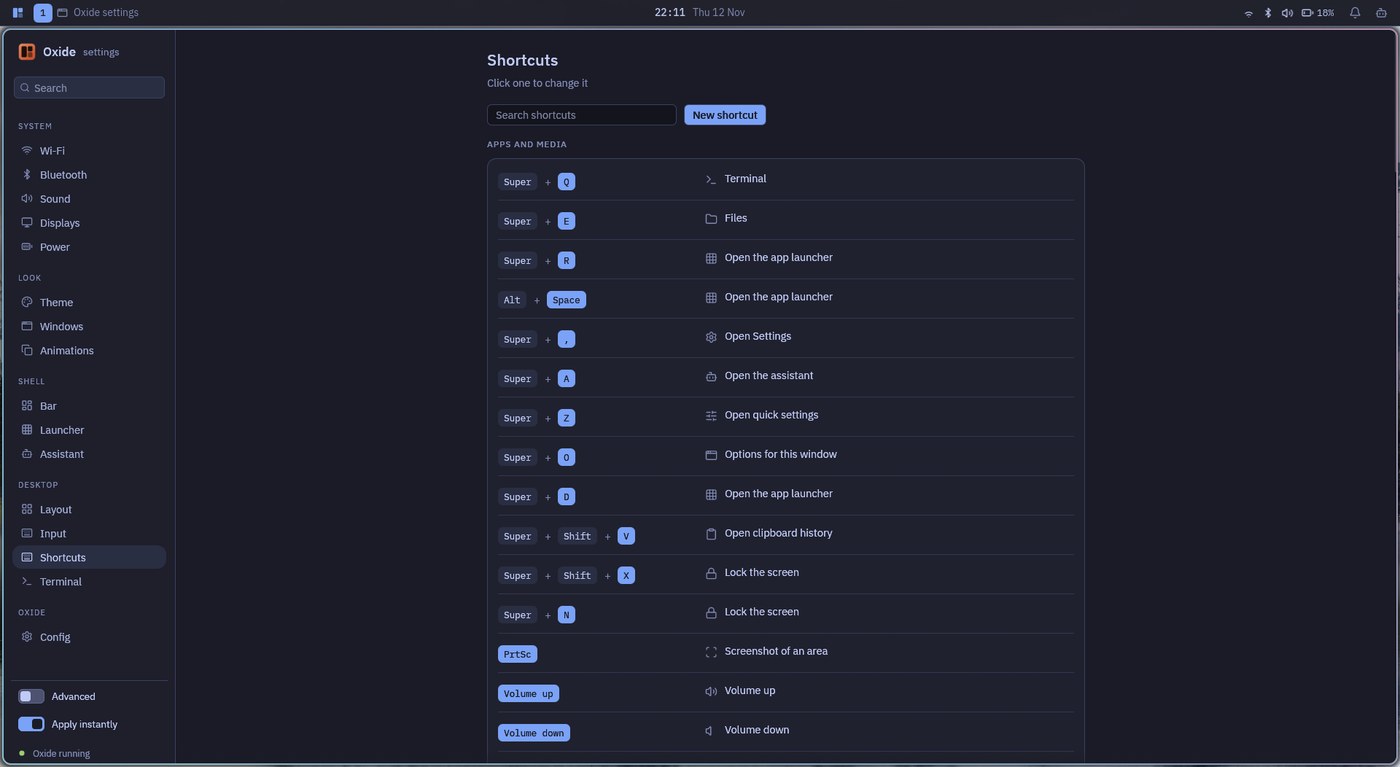 1 Oxide settings 22:11 Thu 12 Nov 18%
Oxide settings
Search
SYSTEM
Wi-Fi
Bluetooth
Sound
Displays
Power
LOOK
Theme
Windows
Animations
SHELL
Bar
Launcher
Assistant
DESKTOP
Layout
Input
Shortcuts
Terminal
OXIDE
Config
Advanced
Apply instantly
Oxide running
Shortcuts
Click one to change it
Search shortcuts New shortcut
APPS AND MEDIA
Super + Q Terminal
Super + E Files
Super + R Open the app launcher
Alt + Space Open the app launcher
Super + , Open Settings
Super + A Open the assistant
Super + Z Open quick settings
Super + O Options for this window
Super + D Open the app launcher
Super + Shift + V Open clipboard history
Super + Shift + X Lock the screen
Super + N Lock the screen
PrtSc Screenshot of an area
Volume up Volume up
Volume down Volume down